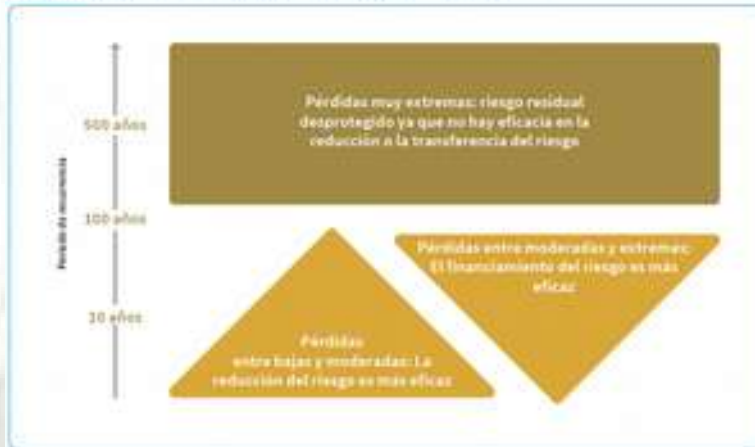 Pérdidas muy extremas: riesgo residual
desprotegido ya que no hay eficacia en la
reducción o la transferencia del riesgo
500 años
Período de recurrencia
100 años
Pérdidas entre moderadas y extremas:
El financiamiento del riesgo es más
eficaz
10 años
Pérdidas
entre bajas y moderadas: La
reducción del riesgo es más eficaz